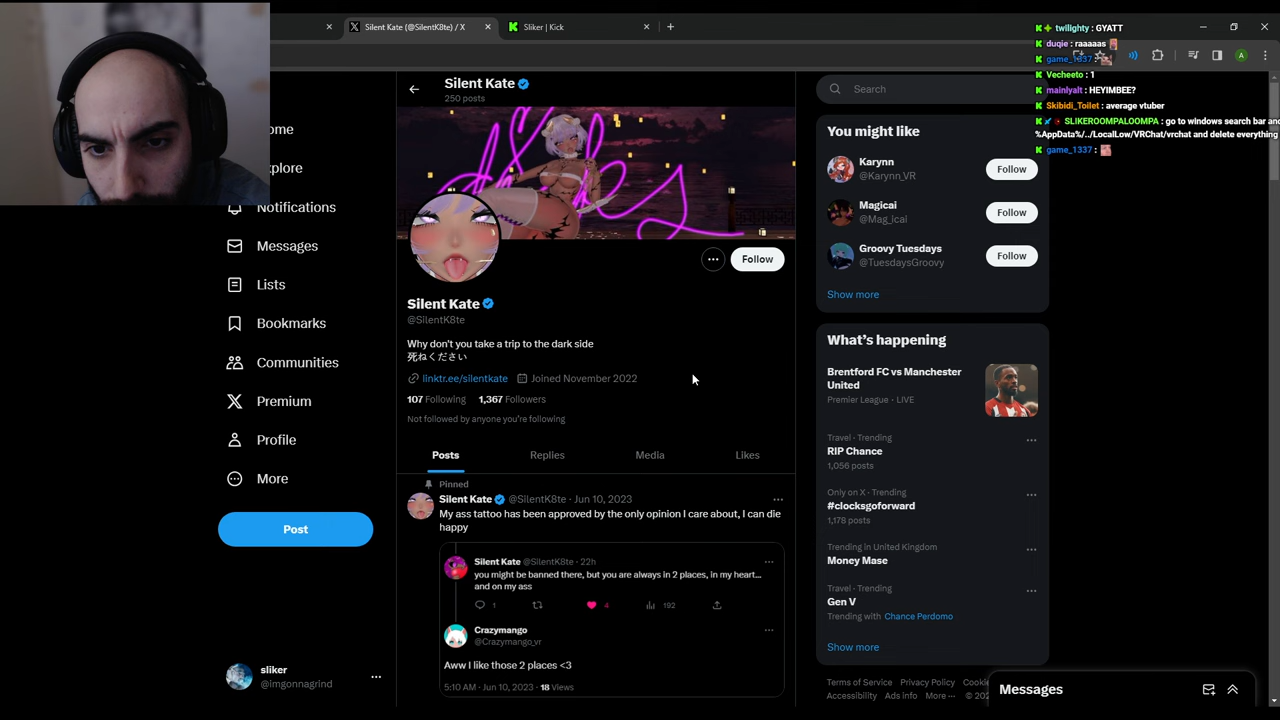 Silent Kate (@SilentK8te) / X
Sliker | Kick
twilighty : GYATT
duqie : raaaaas
game_1337 :
Vecheeto : 1
mainlyalt : HEYIMBEE?
Skibidi_Toilet : average vtuber
SLIKEROOMPALOOMPA : go to windows search bar and
%AppData%/../LocalLow/VRChat/vrchat and delete everything
game_1337 :
ome
xplore
Notifications
Messages
Lists
Bookmarks
Communities
Premium
Profile
More
Post
sliker
@imgonnagrind
Silent Kate
250 posts
dSikes
Follow
Silent Kate
@SilentK8te
Why don't you take a trip to the dark side
死ねください
linktr.ee/silentkate Joined November 2022
107 Following 1,367 Followers
Not followed by anyone you're following
Posts Replies Media Likes
Pinned
Silent Kate @SilentK8te · Jun 10, 2023
My ass tattoo has been approved by the only opinion I care about, I can die
happy
Silent Kate @SilentK8te · 22h
you might be banned there, but you are always in 2 places, in my heart...
and on my ass
1 4 192
Crazymango
@Crazymango_vr
Aww I like those 2 places <3
5:10 AM · Jun 10, 2023 · 18 Views
Search
You might like
Karynn
@Karynn_VR
Follow
Magicai
@Mag_ical
Follow
Groovy Tuesdays
@TuesdaysGroovy
Follow
Show more
What's happening
Brentford FC vs Manchester
United
Premier League · LIVE
Travel · Trending
RIP Chance
1,056 posts
Only on X · Trending
#clocksgoforward
1,178 posts
Trending in United Kingdom
Money Mase
Travel · Trending
Gen V
Trending with Chance Perdomo
Show more
Terms of Service Privacy Policy Cookie
Accessibility Ads info More ··· © 202
Messages
A